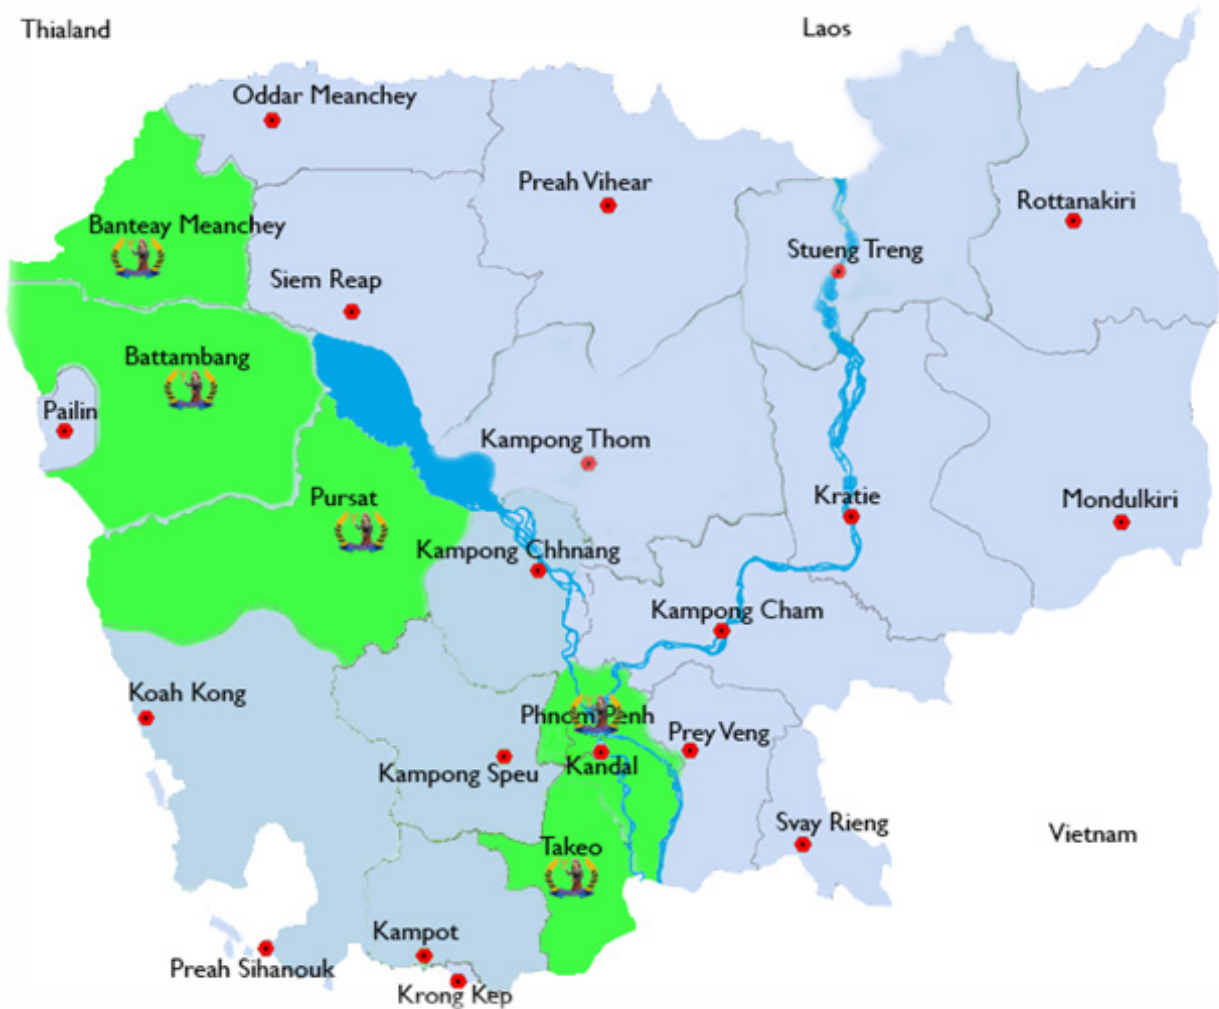 Thialand
Laos
Oddar Meanchey
Preah Vihear
Rottanakiri
Banteay Meanchey
Stueng Treng
Siem Reap
Battambang
Pailin
Kampong Thom
Pursat
Kratie
Mondulkiri
Kampong Chhnang
Kampong Cham
Koah Kong
Phnom Penh
Prey Veng
Kampong Speu
Kandal
Svay Rieng
Vietnam
Takeo
Kampot
Preah Sihanouk
Krong Kep